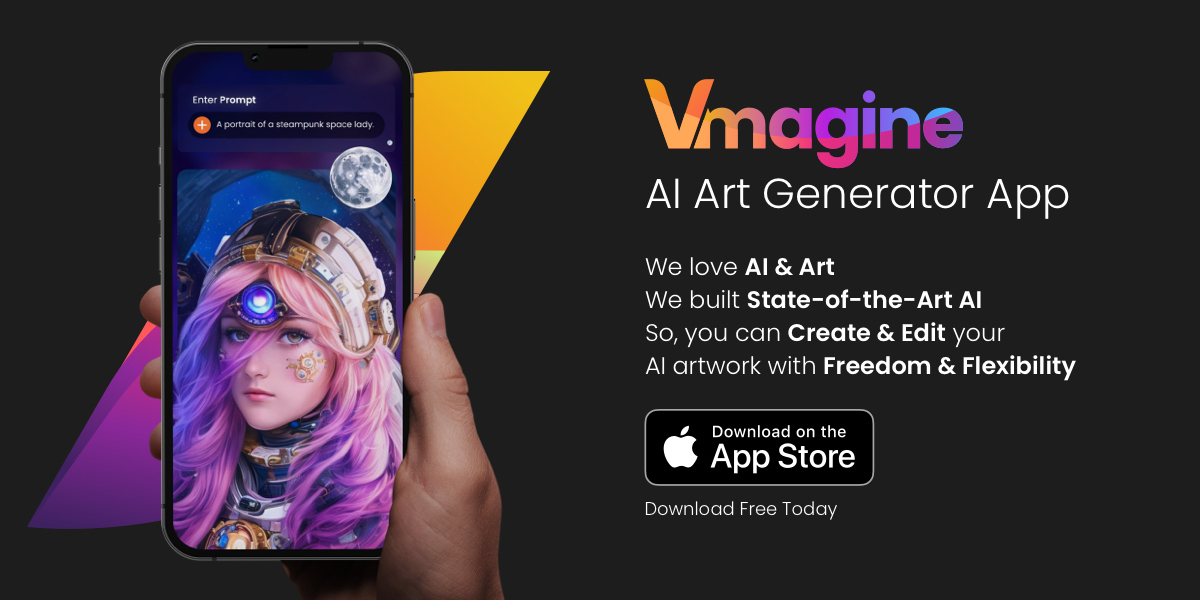 Enter Prompt
A portrait of a steampunk space lady.
Vmagine
AI Art Generator App
We love AI & Art
We built State-of-the-Art AI
So, you can Create & Edit your
AI artwork with Freedom & Flexibility
Download on the
App Store
Download Free Today